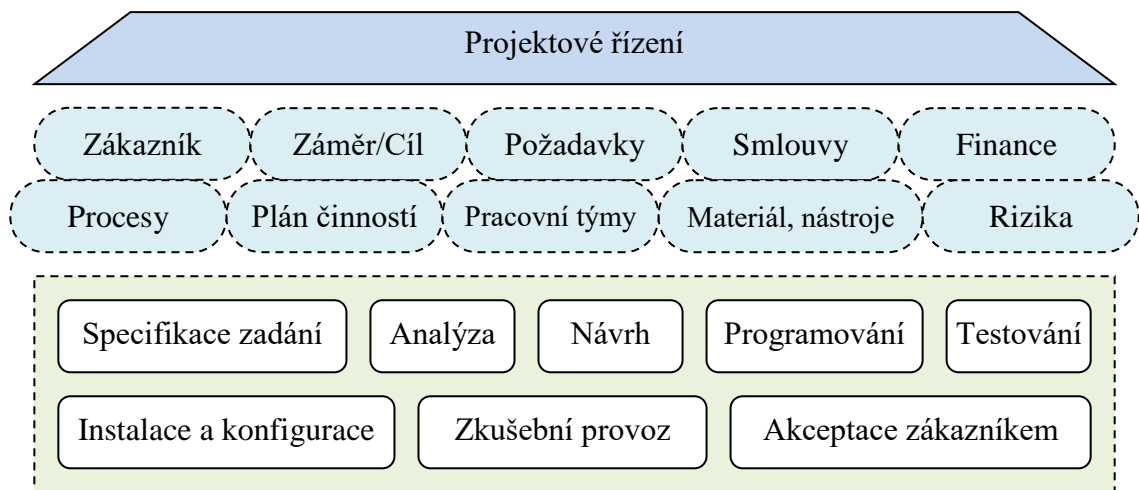 Projektové řízení
Zákazník Záměr/Cíl Požadavky Smlouvy Finance
Procesy Plán činností Pracovní týmy Materiál, nástroje Rizika
Specifikace zadání Analýza Návrh Programování Testování
Instalace a konfigurace Zkušební provoz Akceptace zákazníkem